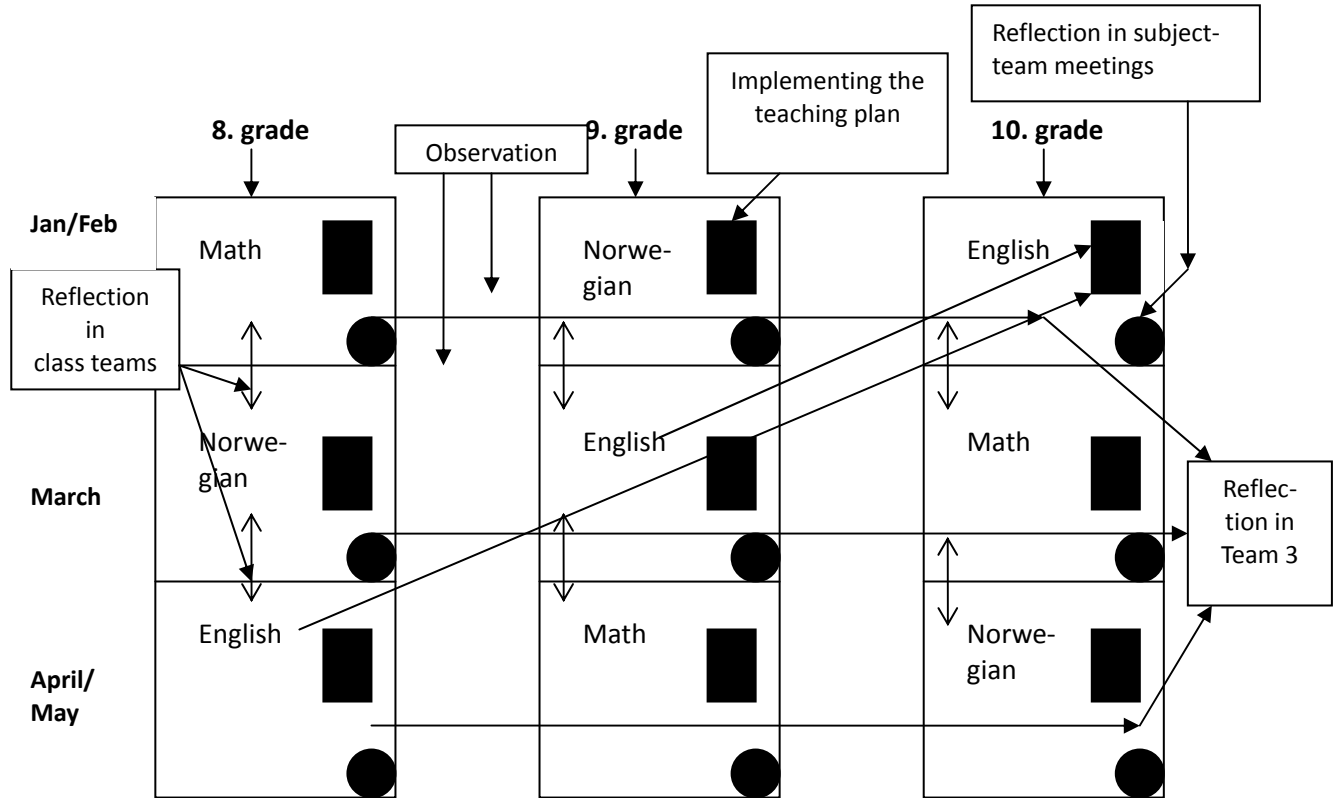 Reflection in subject-
team meetings
Implementing the
teaching plan
8. grade
Observation
9. grade
10. grade
Jan/Feb
Math
Norwe-
gian
English
Reflection
in
class teams
Norwe-
gian
English
Math
March
Reflec-
tion in
Team 3
English
Math
Norwe-
gian
April/
May